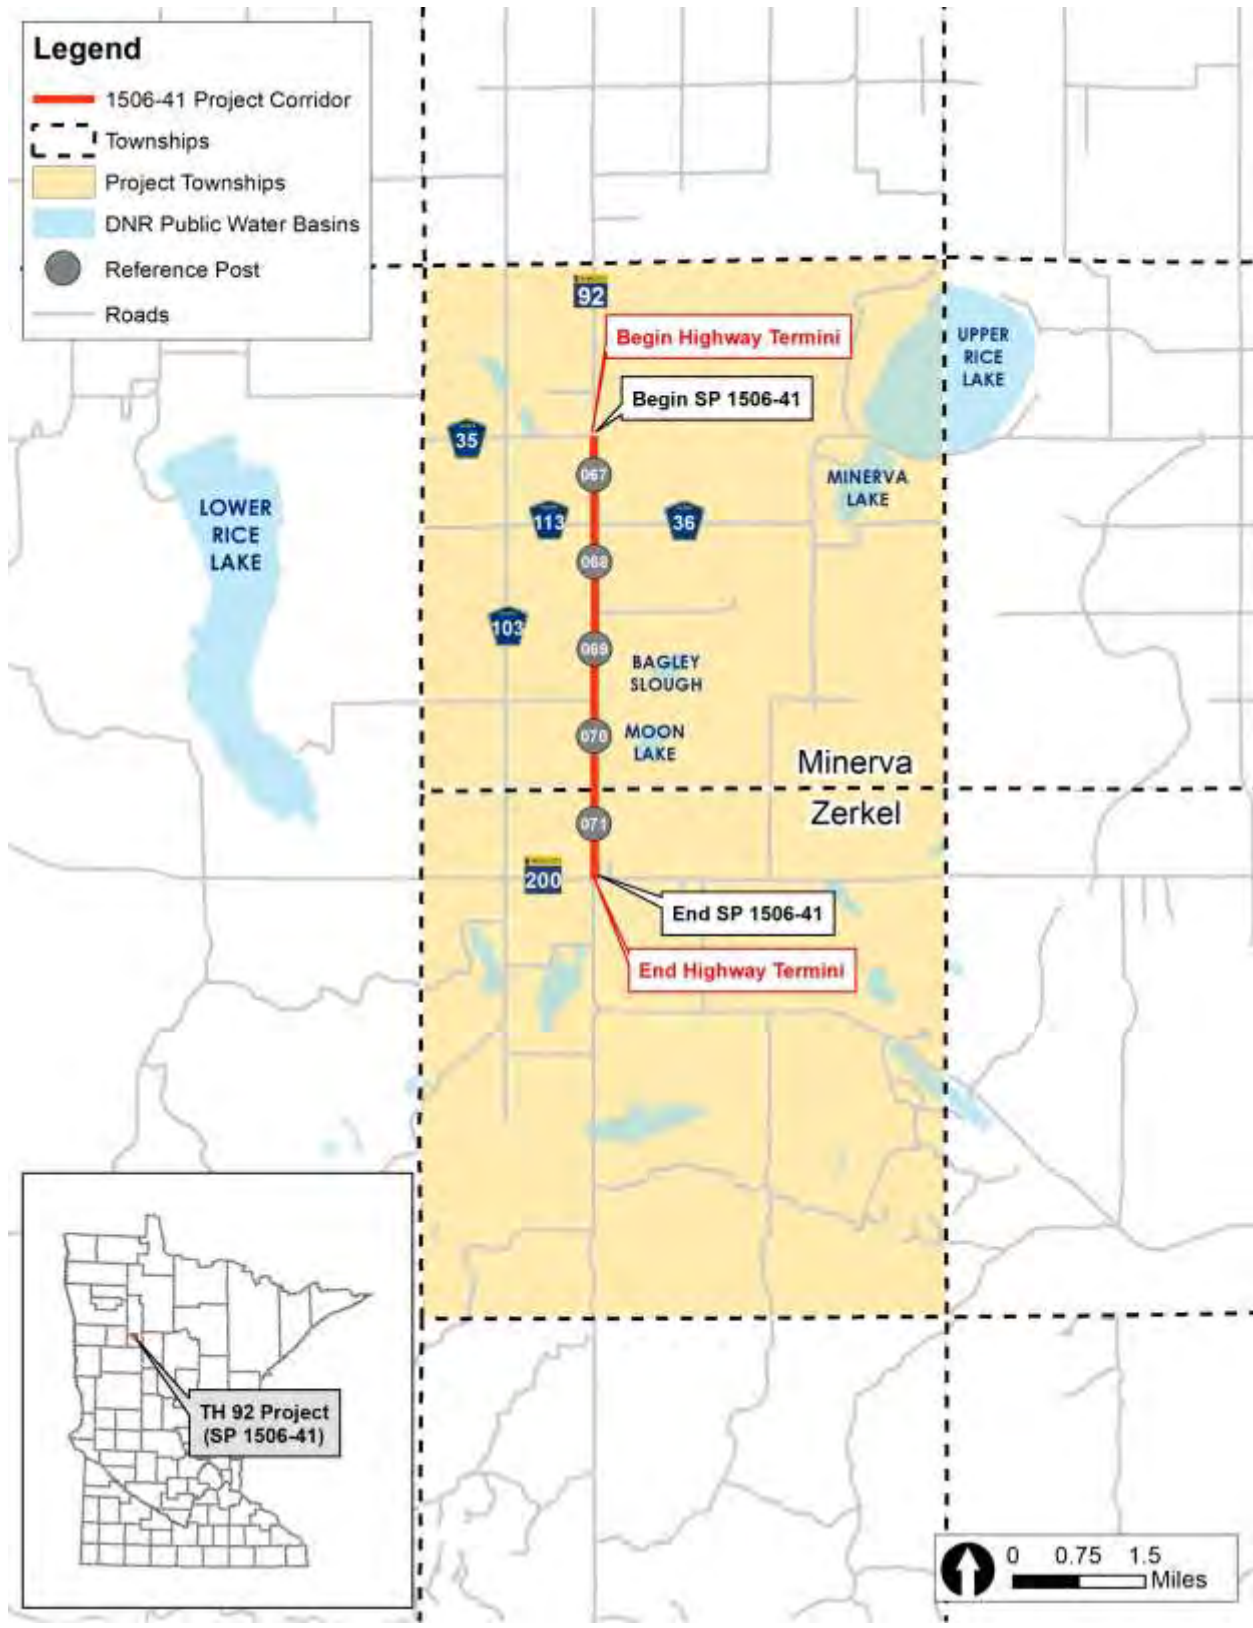 Legend
1506-41 Project Corridor
Townships
Project Townships
DNR Public Water Basins
Reference Post
Roads
92
Begin Highway Termini
UPPER
RICE
LAKE
Begin SP 1506-41
35
067
MINERVA
LAKE
LOWER
RICE
LAKE
113
36
068
103
069
BAGLEY
SLOUGH
070
MOON
LAKE
Minerva
Zerkel
071
200
End SP 1506-41
End Highway Termini
TH 92 Project
(SP 1506-41)
0 0.75 1.5
Miles